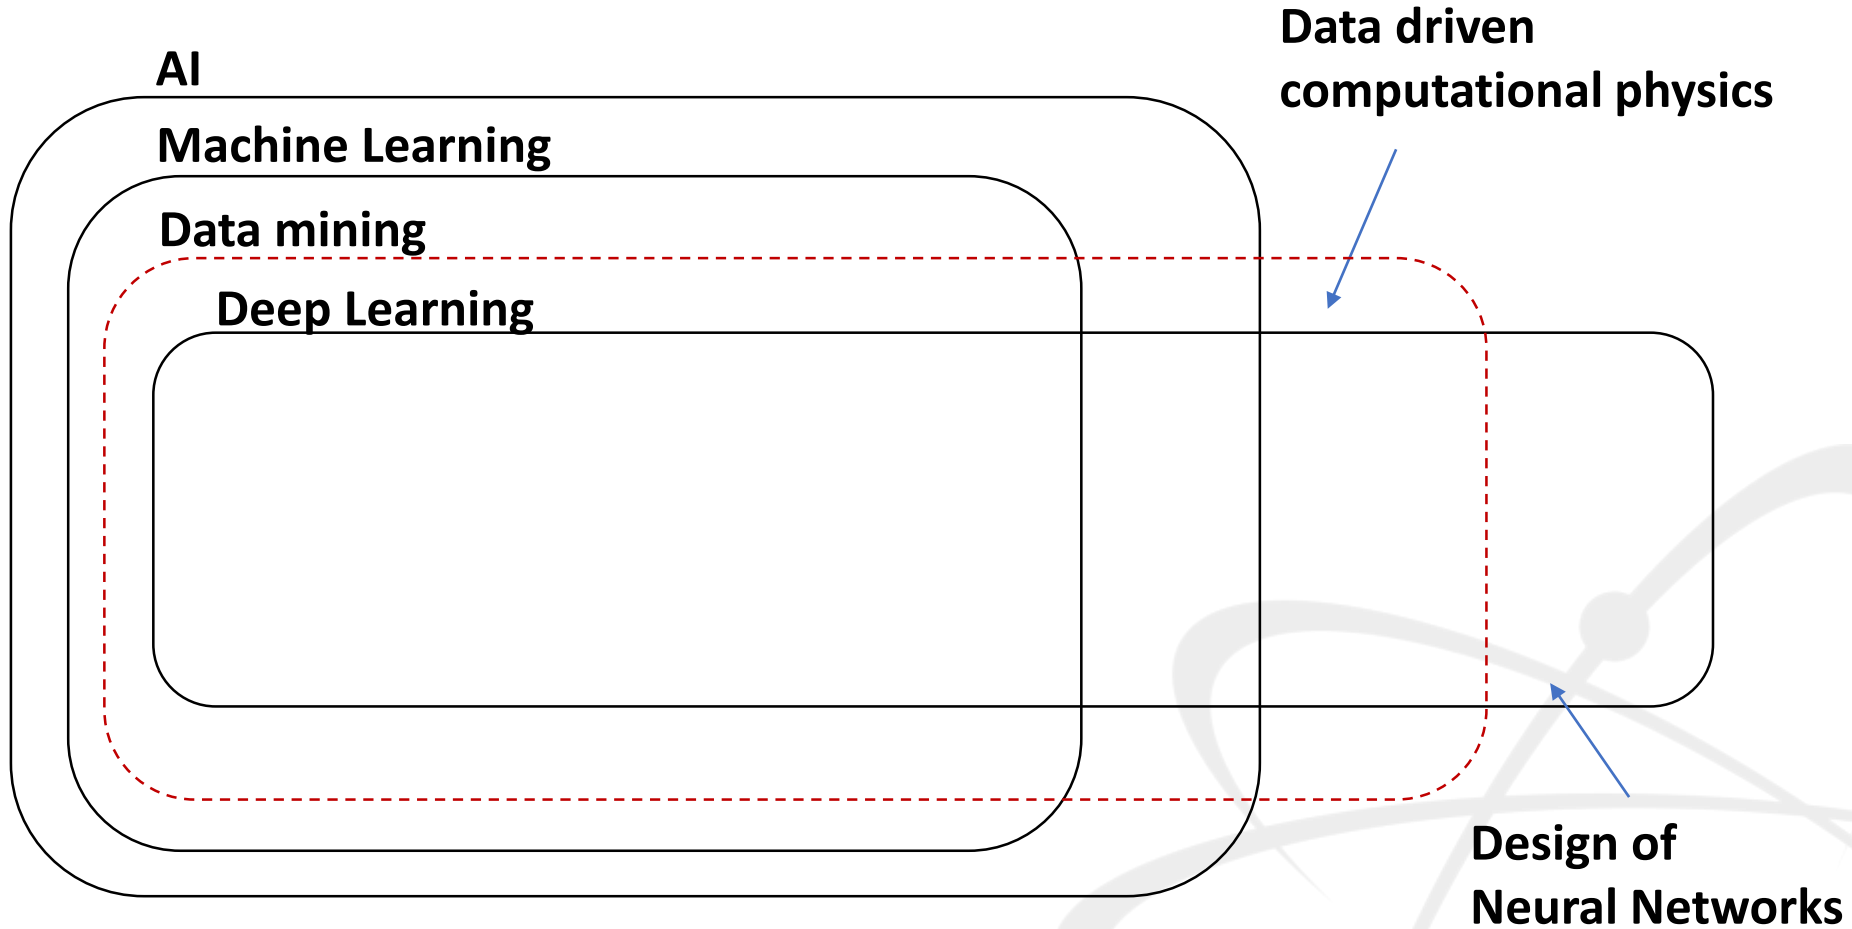 Data driven
computational physics
AI
Machine Learning
Data mining
Deep Learning
Design of
Neural Networks